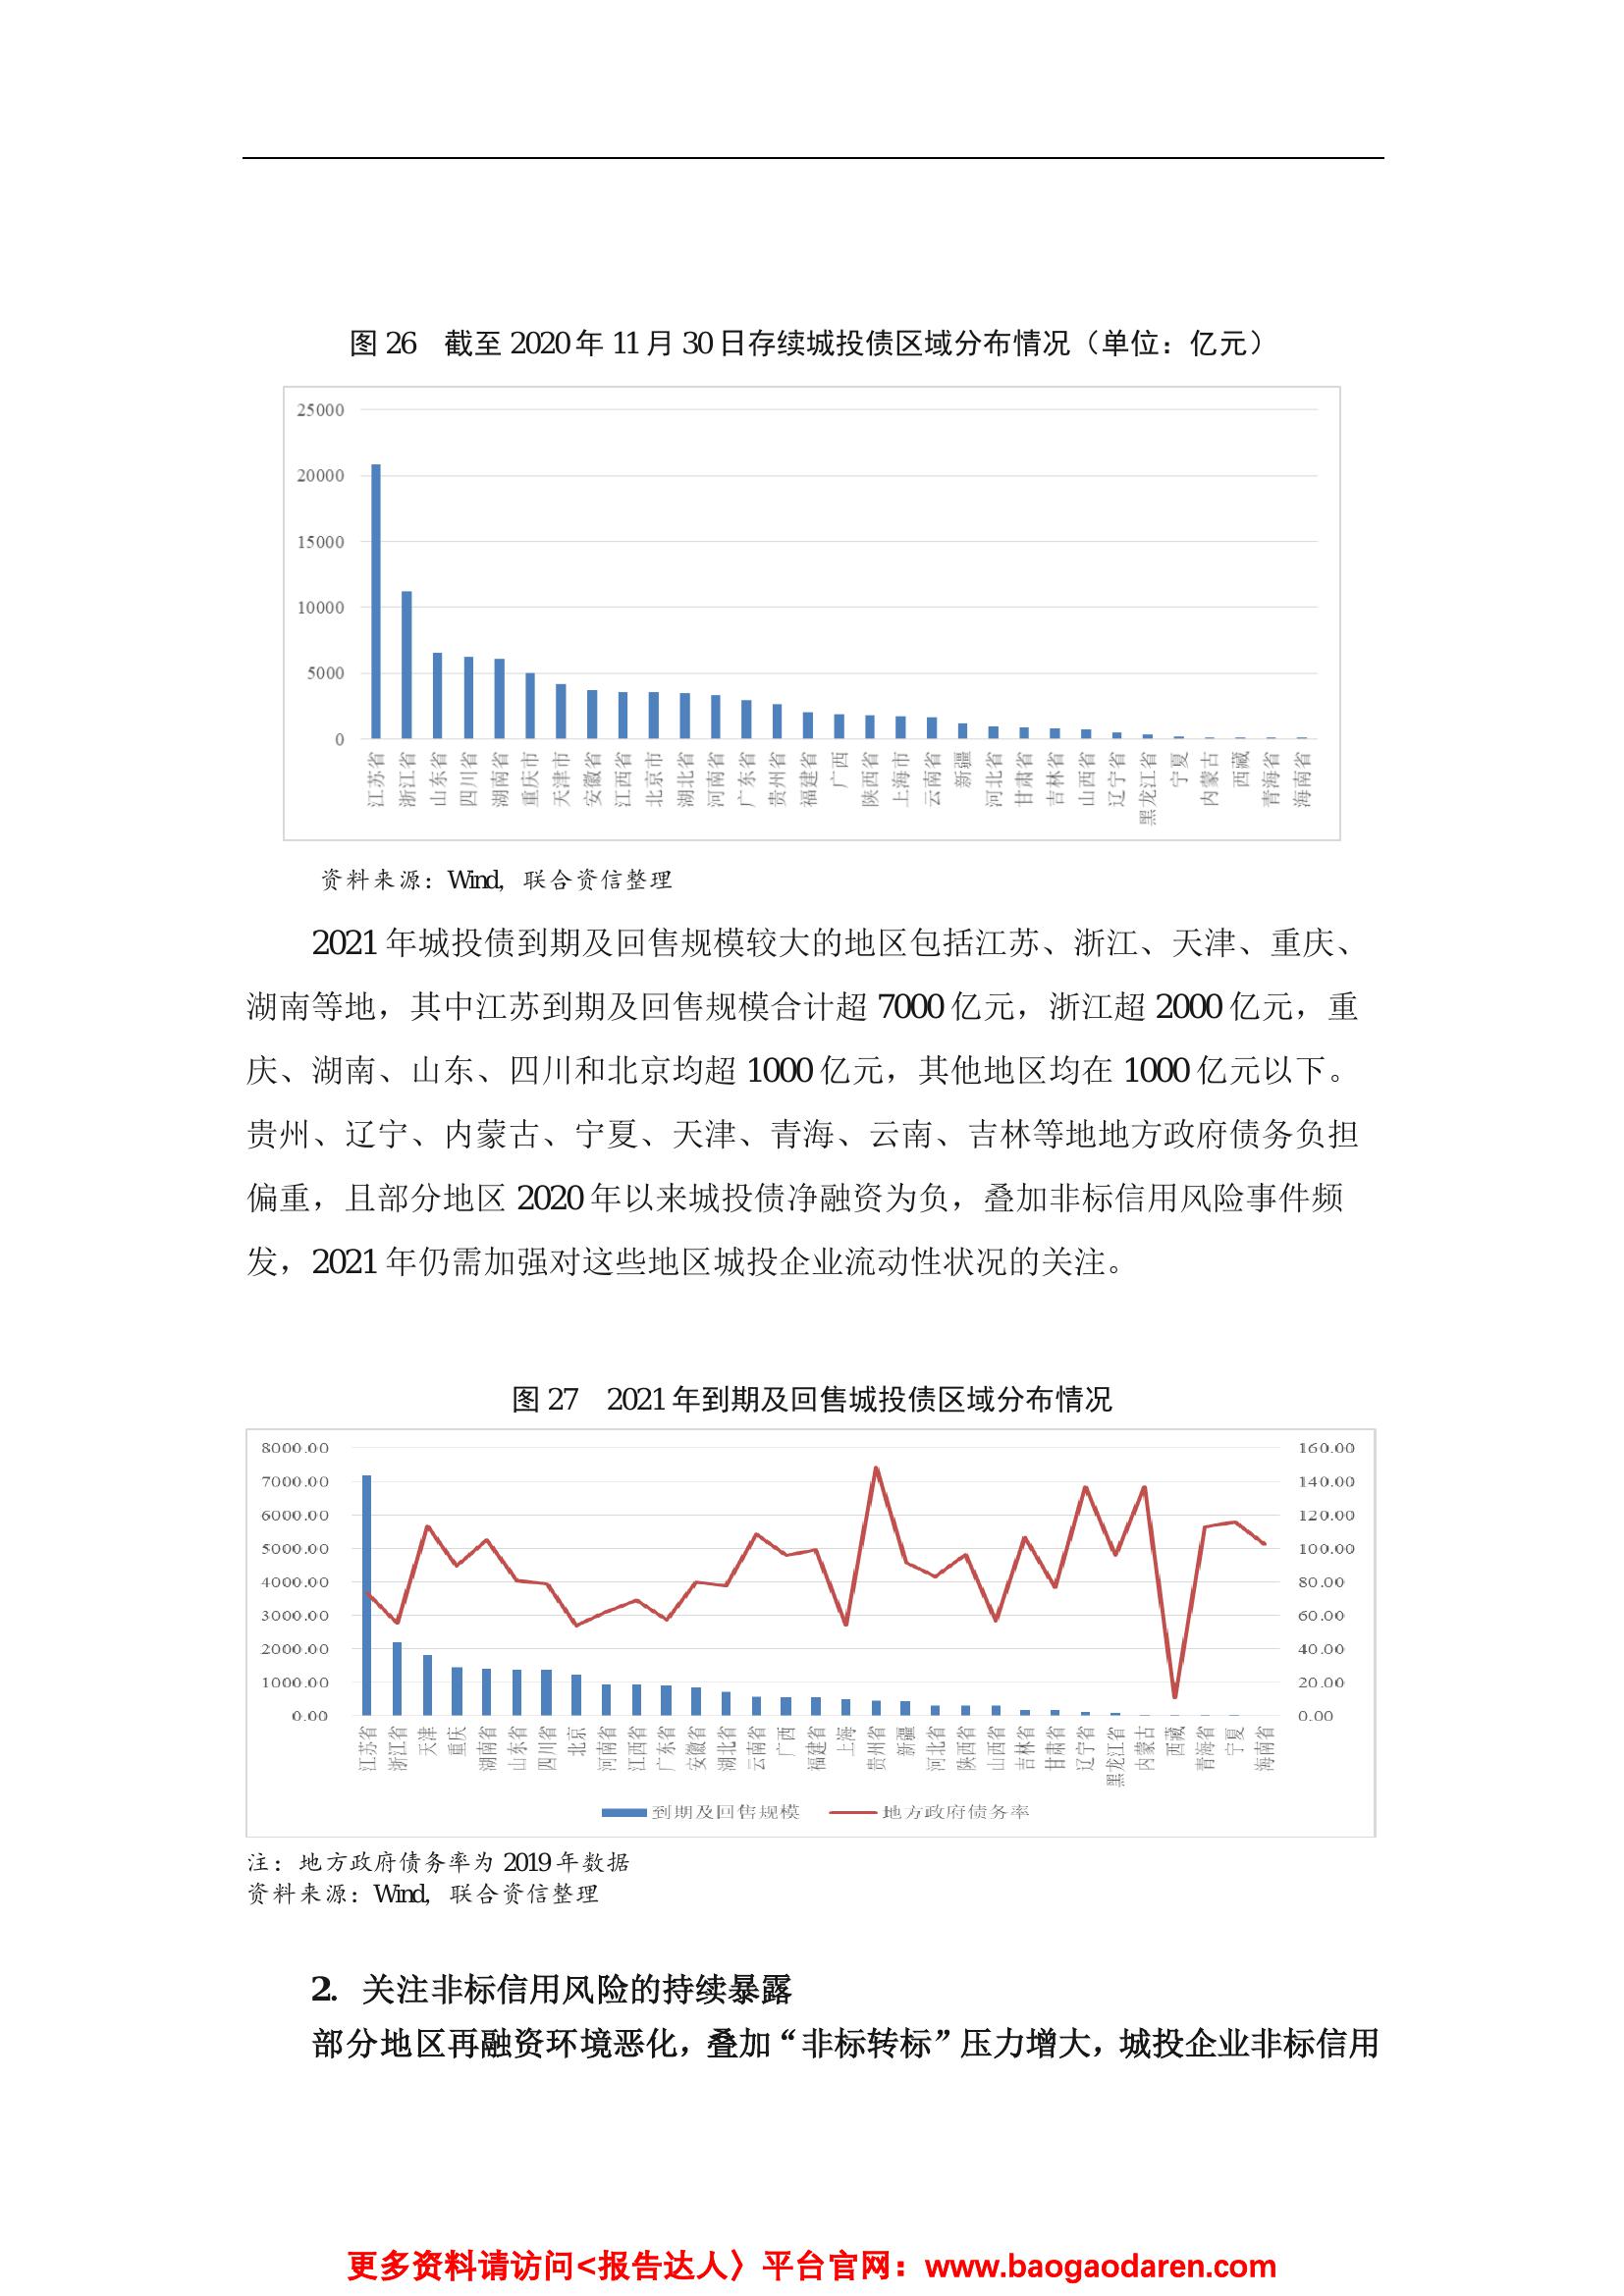 图 26 截至 2020 年 11 月 30 日存续城投债区域分布情况（单位：亿元）
25000
20000
15000
10000
5000
0
江苏省 浙江省 山东省 四川省 湖南省 重庆市 天津市 安徽省 江西省 北京市 湖北省 河南省 广东省 贵州省 福建省 广西 陕西省 上海市 云南省 新疆 河北省 甘肃省 吉林省 山西省 辽宁省 黑龙江省 宁夏 内蒙古 西藏 青海省 海南省
资料来源：Wind，联合资信整理
2021 年城投债到期及回售规模较大的地区包括江苏、浙江、天津、重庆、
湖南等地，其中江苏到期及回售规模合计超 7000 亿元，浙江超 2000 亿元，重
庆、湖南、山东、四川和北京均超 1000 亿元，其他地区均在 1000 亿元以下。
贵州、辽宁、内蒙古、宁夏、天津、青海、云南、吉林等地地方政府债务负担
偏重，且部分地区 2020 年以来城投债净融资为负，叠加非标信用风险事件频
发，2021 年仍需加强对这些地区城投企业流动性状况的关注。
图 27 2021 年到期及回售城投债区域分布情况
8000.00 160.00
7000.00 140.00
6000.00 120.00
5000.00 100.00
4000.00 80.00
3000.00 60.00
2000.00 40.00
1000.00 20.00
0.00 0.00
江苏省 浙江省 天津 重庆 湖南省 山东省 四川省 北京 河南省 江西省 广东省 安徽省 湖北省 云南省 广西 福建省 上海 贵州省 新疆 河北省 陕西省 山西省 吉林省 甘肃省 辽宁省 黑龙江省 内蒙古 西藏 青海省 宁夏 海南省
到期及回售规模 地方政府债务率
注：地方政府债务率为 2019 年数据
资料来源：Wind，联合资信整理
2. 关注非标信用风险的持续暴露
部分地区再融资环境恶化，叠加“非标转标”压力增大，城投企业非标信用
更多资料请访问<报告达人〉平台官网：www.baogaodaren.com